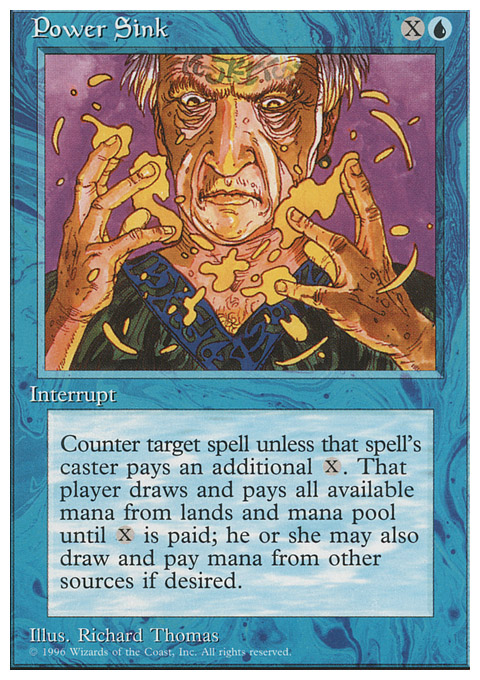 Power Sink
X
Interrupt
Counter target spell unless that spell's
caster pays an additional X. That
player draws and pays all available
mana from lands and mana pool
until X is paid; he or she may also
draw and pay mana from other
sources if desired.
Illus. Richard Thomas
© 1996 Wizards of the Coast, Inc. All rights reserved.